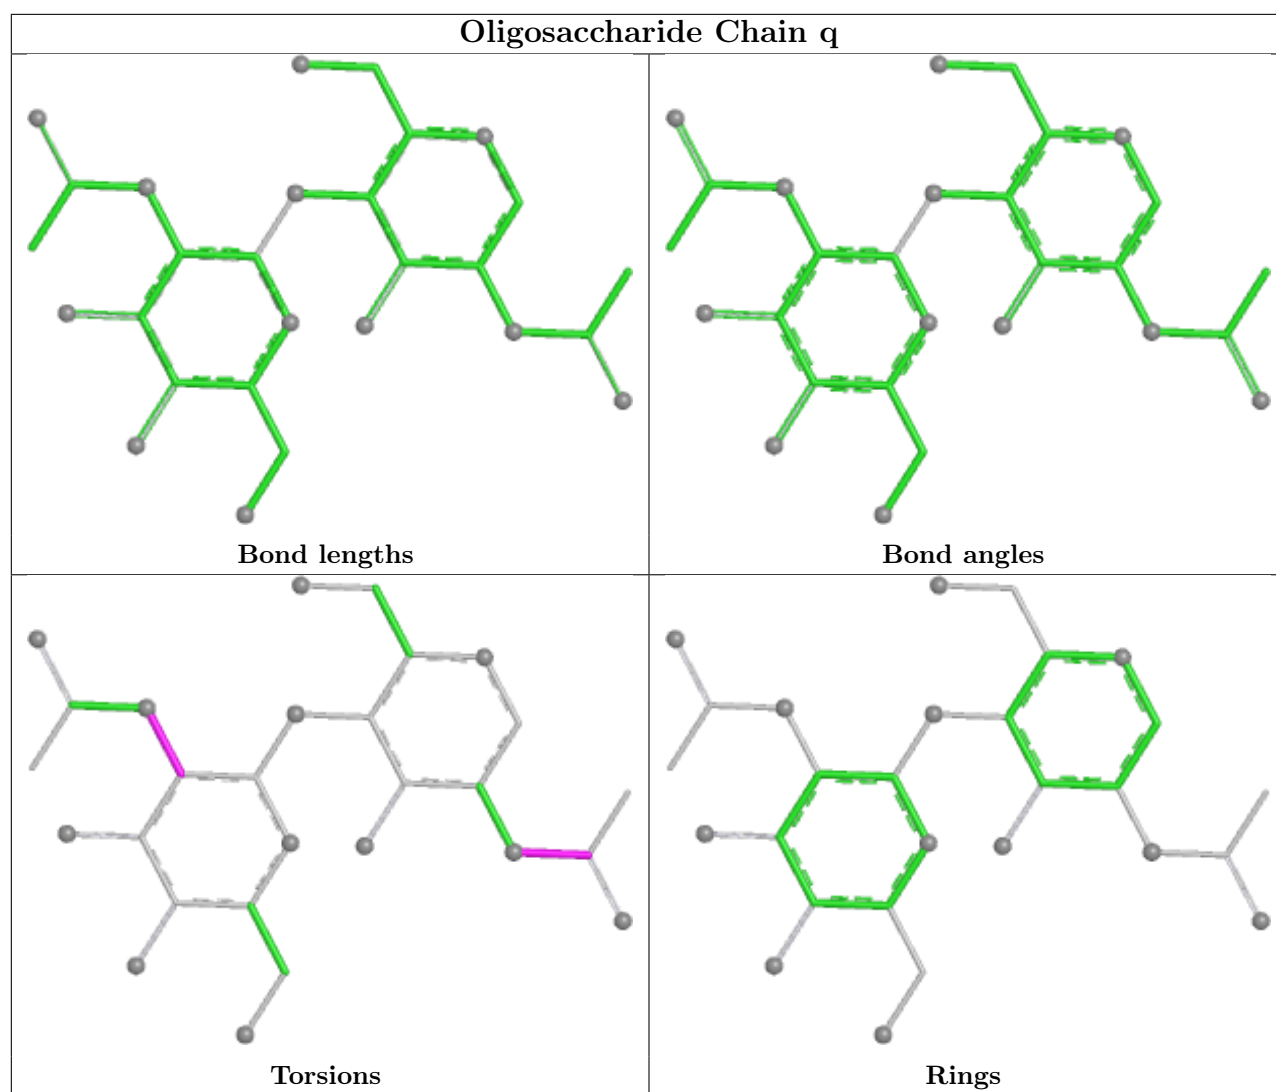 Oligosaccharide Chain q
Bond lengths
Bond angles
Torsions
Rings